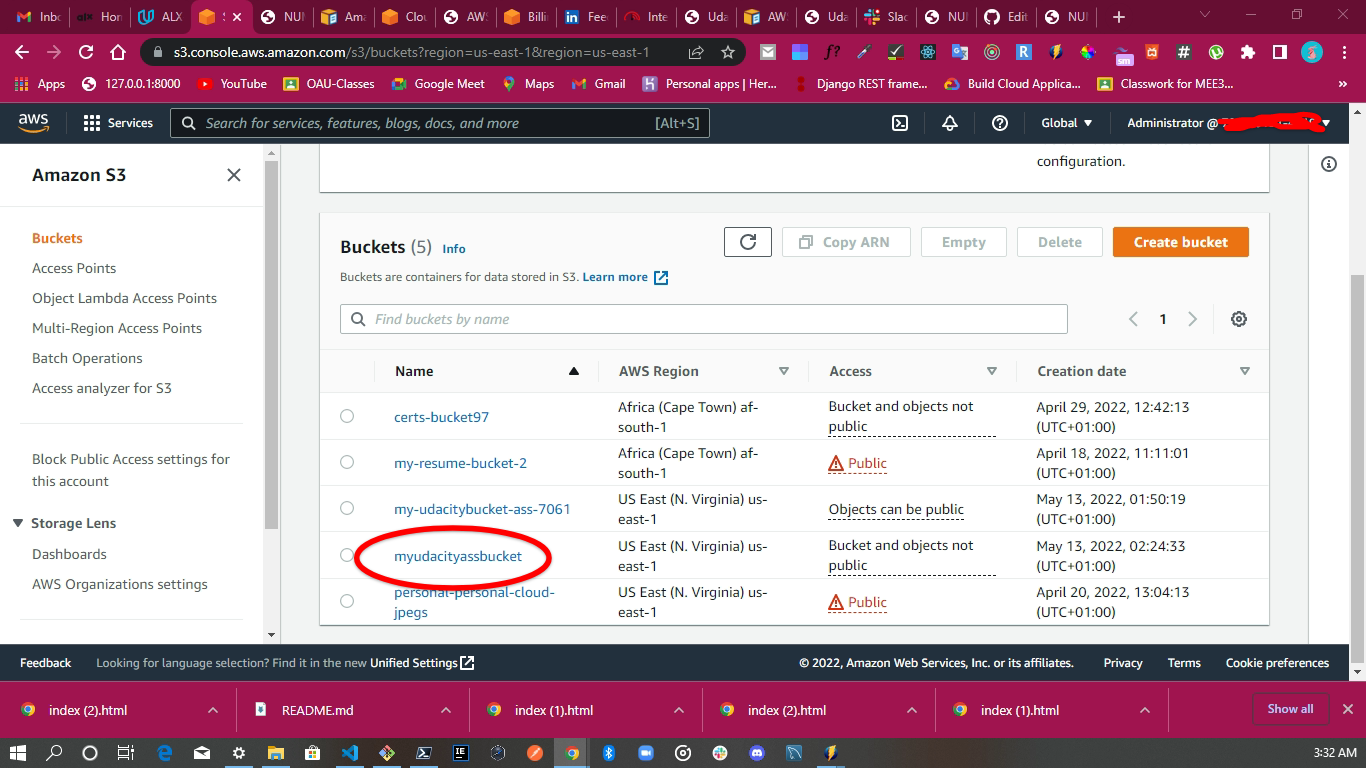 Inbc
Hon
ALX
S
NUI
Ama
Clou
AWS
Billi
Fee
Inte
Uda
AW
Uda
Slac
NUI
Edit
NUI
s3.console.aws.amazon.com/s3/buckets?region=us-east-1&region=us-east-1
Apps
127.0.0.1:8000
YouTube
OAU-Classes
Google Meet
Maps
Gmail
Personal apps | Her...
Django REST frame...
Build Cloud Applica...
Classwork for MEE3...
»
aws
Services
Search for services, features, blogs, docs, and more
[Alt+S]
Global
Administrator @
Amazon S3
Buckets
Access Points
Object Lambda Access Points
Multi-Region Access Points
Batch Operations
Access analyzer for S3
Block Public Access settings for
this account
Storage Lens
Dashboards
AWS Organizations settings
configuration.
Buckets (5) Info
Copy ARN
Empty
Delete
Create bucket
Buckets are containers for data stored in S3. Learn more
Find buckets by name
1
Name
AWS Region
Access
Creation date
certs-bucket97
Africa (Cape Town) af-
south-1
Bucket and objects not
public
April 29, 2022, 12:42:13
(UTC+01:00)
my-resume-bucket-2
Africa (Cape Town) af-
south-1
Public
April 18, 2022, 11:11:01
(UTC+01:00)
my-udacitybucket-ass-7061
US East (N. Virginia) us-
east-1
Objects can be public
May 13, 2022, 01:50:19
(UTC+01:00)
myudacityassbucket
US East (N. Virginia) us-
east-1
Bucket and objects not
public
May 13, 2022, 02:24:33
(UTC+01:00)
personal-personal-cloud-
jpegs
US East (N. Virginia) us-
east-1
Public
April 20, 2022, 13:04:13
(UTC+01:00)
Feedback
Looking for language selection? Find it in the new Unified Settings
© 2022, Amazon Web Services, Inc. or its affiliates.
Privacy
Terms
Cookie preferences
index (2).html
README.md
index (1).html
index (2).html
index (1).html
Show all
3:32 AM